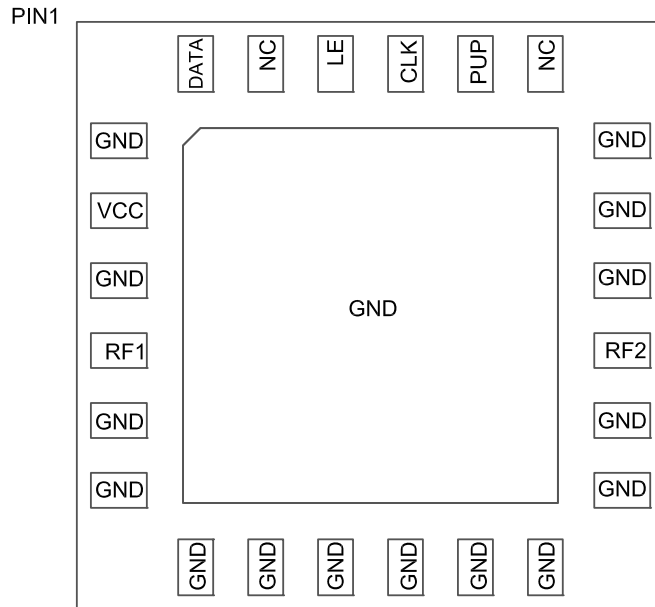 PIN1
DATA NC LE CLK PUP NC
GND GND
VCC GND
GND GND
GND
RF1 RF2
GND GND
GND GND
GND GND GND GND GND GND